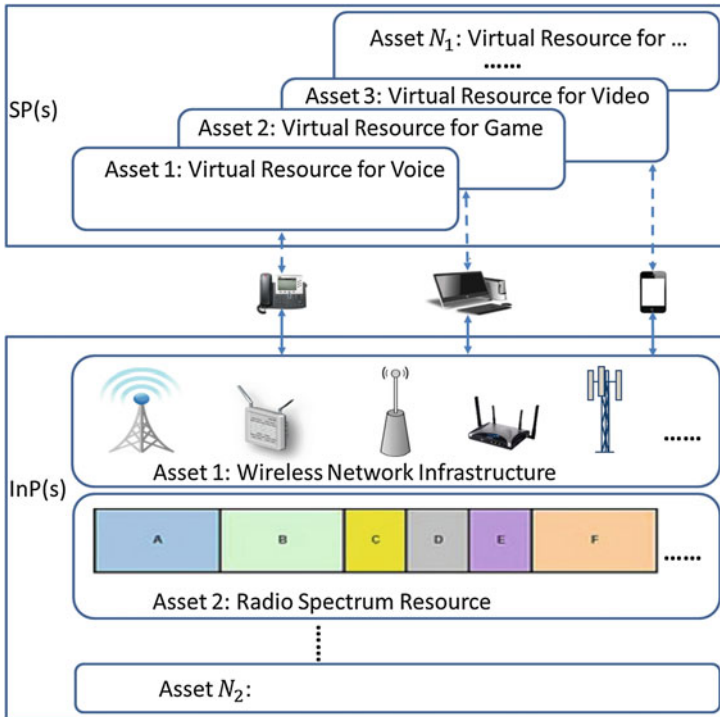 Asset N₁: Virtual Resource for ...
......
Asset 3: Virtual Resource for Video
SP(s)
Asset 2: Virtual Resource for Game
Asset 1: Virtual Resource for Voice
......
Asset 1: Wireless Network Infrastructure
InP(s)
A B C D E F ......
Asset 2: Radio Spectrum Resource
Asset N₂: